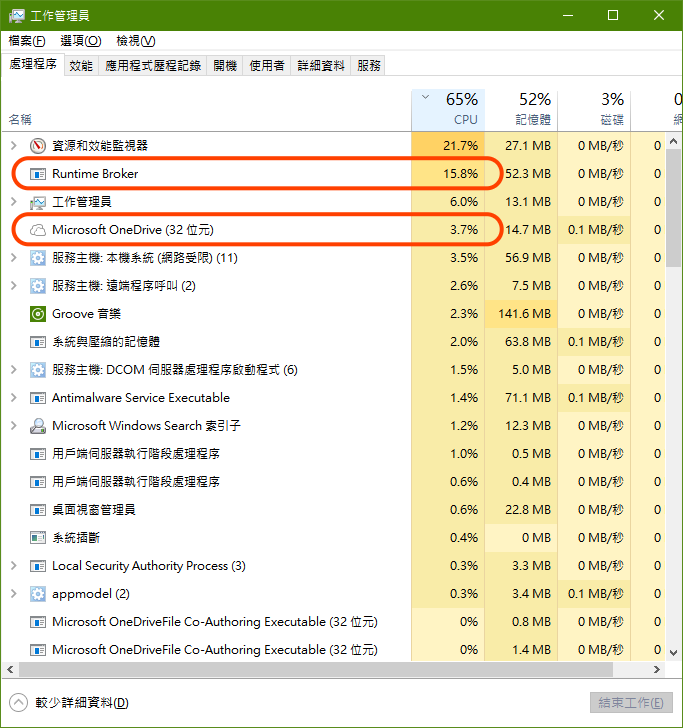 工作管理員
檔案(F) 選項(O) 檢視(V)
處理程序 效能 應用程式歷程記錄 開機 使用者 詳細資料 服務
65% 52% 3% 0
名稱 CPU 記憶體 磁碟 網
資源和效能監視器 21.7% 27.1 MB 0 MB/秒 0
Runtime Broker 15.8% 52.3 MB 0 MB/秒 0
工作管理員 6.0% 13.1 MB 0 MB/秒 0
Microsoft OneDrive (32 位元) 3.7% 14.7 MB 0.1 MB/秒 0
服務主機: 本機系統 (網路受限) (11) 3.5% 56.9 MB 0 MB/秒 0
服務主機: 遠端程序呼叫 (2) 2.6% 7.5 MB 0 MB/秒 0
Groove 音樂 2.3% 141.6 MB 0 MB/秒 0
系統與壓縮的記憶體 2.0% 63.8 MB 0.1 MB/秒 0
服務主機: DCOM 伺服器處理程序啟動程式 (6) 1.5% 5.0 MB 0 MB/秒 0
Antimalware Service Executable 1.4% 71.1 MB 0.1 MB/秒 0
Microsoft Windows Search 索引子 1.2% 12.3 MB 0 MB/秒 0
用戶端伺服器執行階段處理程序 1.0% 0.5 MB 0 MB/秒 0
用戶端伺服器執行階段處理程序 0.6% 0.4 MB 0 MB/秒 0
桌面視窗管理員 0.6% 22.8 MB 0 MB/秒 0
系統插斷 0.4% 0 MB 0 MB/秒 0
Local Security Authority Process (3) 0.3% 3.3 MB 0 MB/秒 0
appmodel (2) 0.3% 3.4 MB 0.1 MB/秒 0
Microsoft OneDriveFile Co-Authoring Executable (32 位元) 0% 0.8 MB 0 MB/秒 0
Microsoft OneDriveFile Co-Authoring Executable (32 位元) 0% 1.4 MB 0 MB/秒 0
較少詳細資料(D) 結束工作(E)